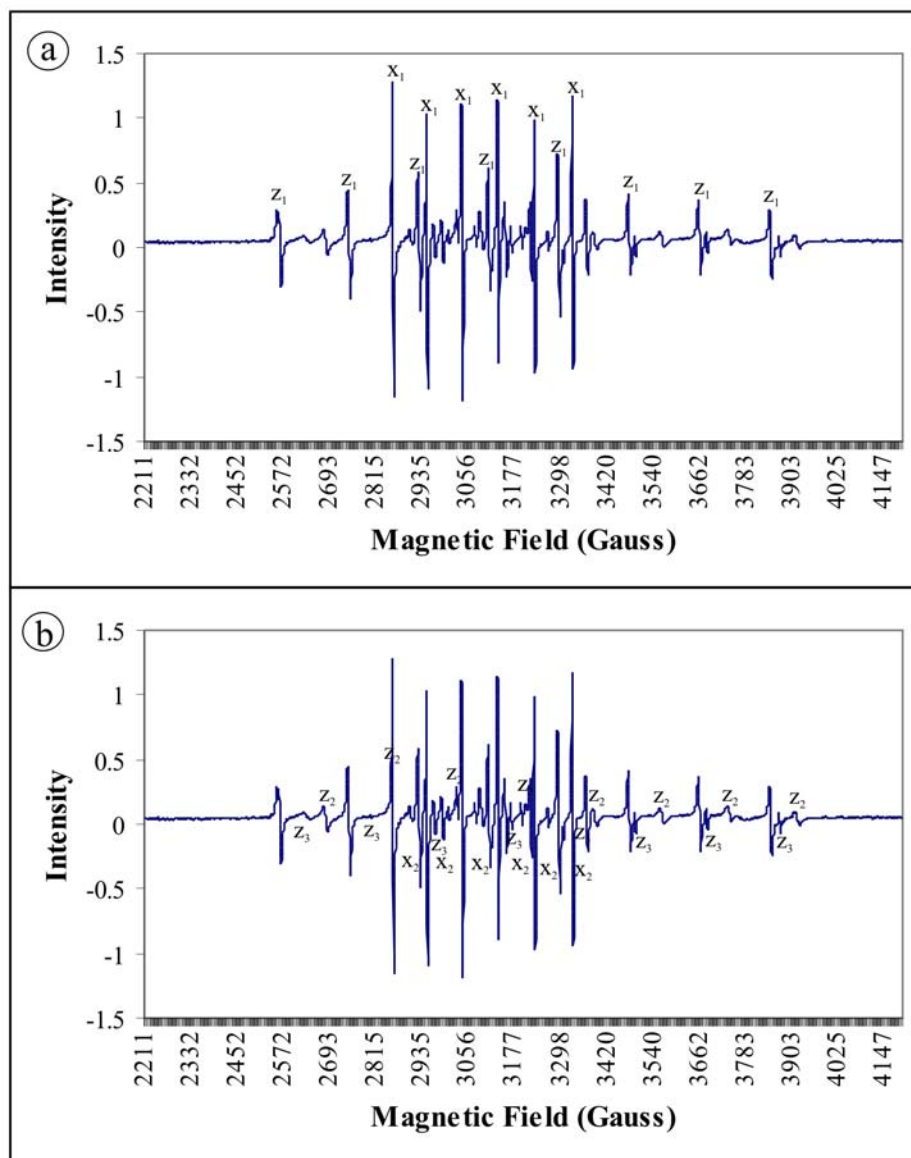 a
1.5
1
0.5
0
-0.5
-1
-1.5
Intensity
x₁
x₁
x₁
x₁
x₁
x₁
z₁
z₁
z₁
z₁
z₁
z₁
z₁
z₁
2211
2332
2452
2572
2693
2815
2935
3056
3177
3298
3420
3540
3662
3783
3903
4025
4147
Magnetic Field (Gauss)
b
1.5
1
0.5
0
-0.5
-1
-1.5
Intensity
z₂
z₂
z₂
z
z₂
z₂
z₂
z₂
z₃
z₃
z₃
z₃
z
z₃
z₃
z₃
x₂
x₂
x₂
x₂
x₂
x₂
2211
2332
2452
2572
2693
2815
2935
3056
3177
3298
3420
3540
3662
3783
3903
4025
4147
Magnetic Field (Gauss)